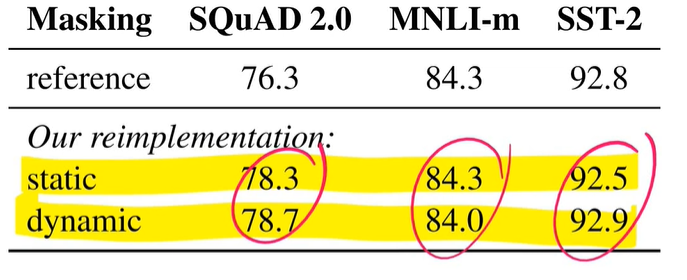 Masking SQuAD 2.0 MNLI-m SST-2
reference 76.3 84.3 92.8
Our reimplementation:
static 78.3 84.3 92.5
dynamic 78.7 84.0 92.9